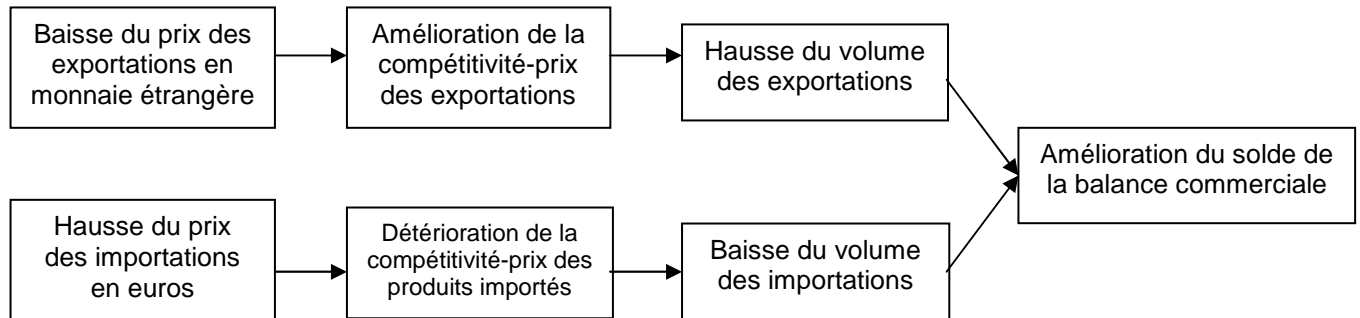 Baisse du prix des
exportations en
monnaie étrangère
Amélioration de la
compétitivité-prix
des exportations
Hausse du volume
des exportations
Amélioration du solde de
la balance commerciale
Hausse du prix
des importations
en euros
Détérioration de la
compétitivité-prix des
produits importés
Baisse du volume
des importations